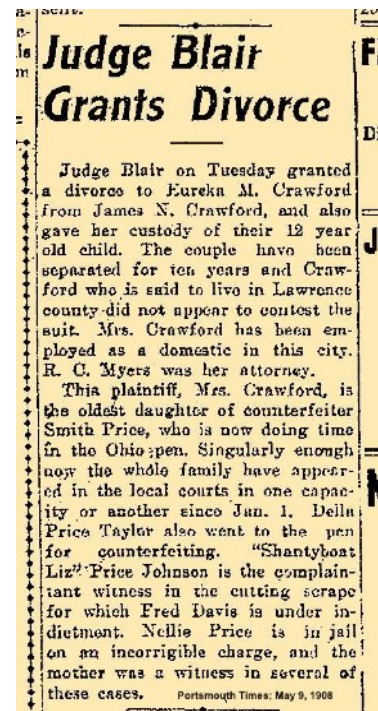 sent.
Judge Blair
Grants Divorce
Judge Blair on Tuesday granted
a divorce to Eureka M. Crawford
from James N. Crawford, and also
gave her custody of their 12 year
old child. The couple have been
separated for ten years and Craw-
ford who is said to live in Lawrence
county did not appear to contest the
suit. Mrs. Crawford has been em-
ployed as a domestic in this city.
R. C. Myers was her attorney.
This plaintiff, Mrs. Crawford, is
the oldest daughter of counterfeiter
Smith Price, who is now doing time
in the Ohio pen. Singularly enough
now the whole family have appear-
ed in the local courts in one capac-
ity or another since Jan. 1. Della
Price Taylor also went to the pen
for counterfeiting. "Shantyboat
Liz" Price Johnson is the complain-
tant witness in the cutting scrape
for which Fred Davis is under in-
dictment. Nellie Price is in jail
on an incorrigible charge, and the
mother was a witness in several of
these cases. Portsmouth Times; May 9, 1908